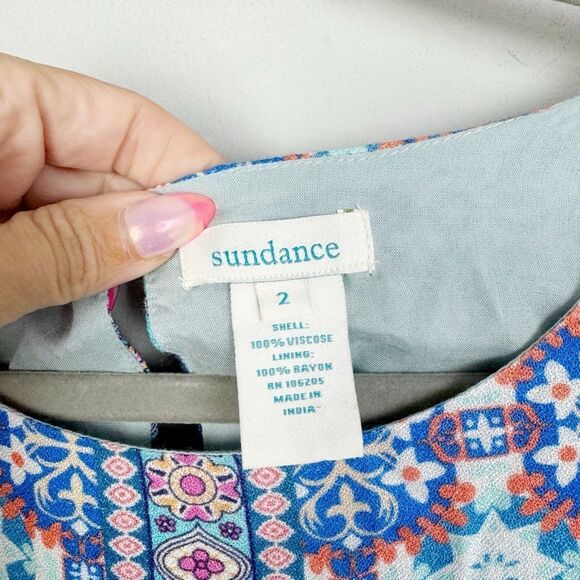 sundance
2
SHELL:
100% VISCOSE
LINING:
100% RAYON
RN 106205
MADE IN
INDIA